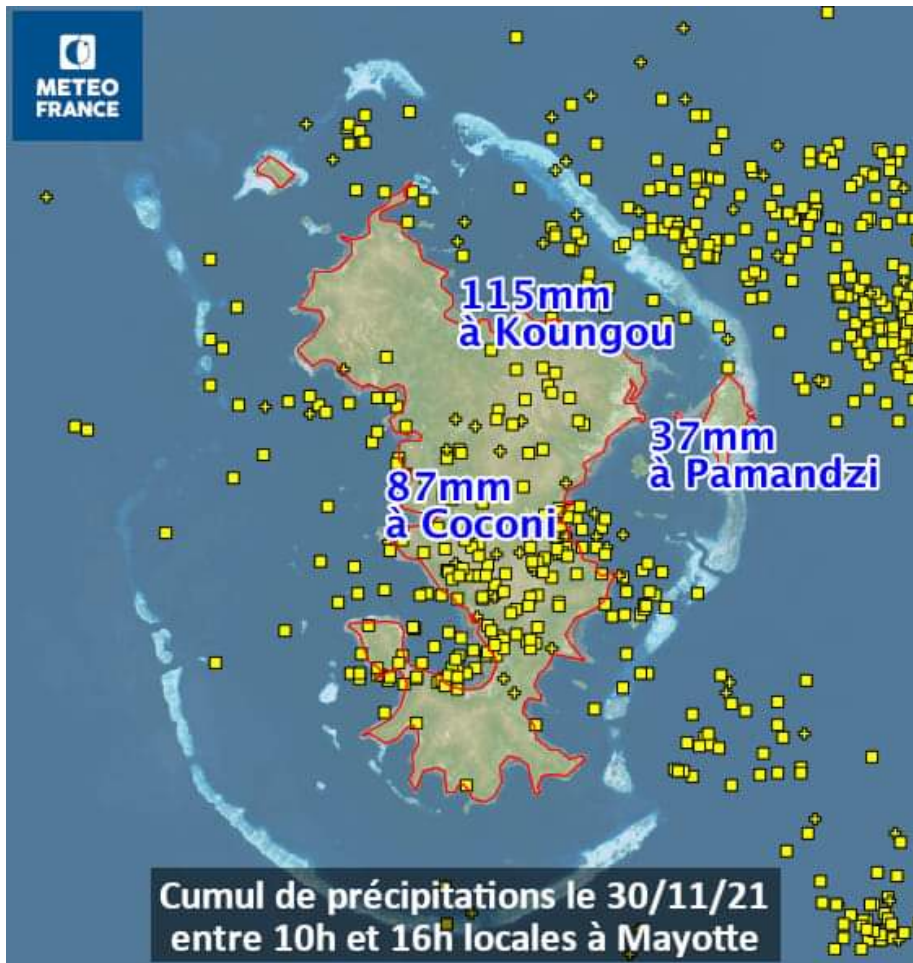 METEO
FRANCE
115mm
à Koungou
37mm
à Pamandzi
87mm
à Coconi
Cumul de précipitations le 30/11/21
entre 10h et 16h locales à Mayotte